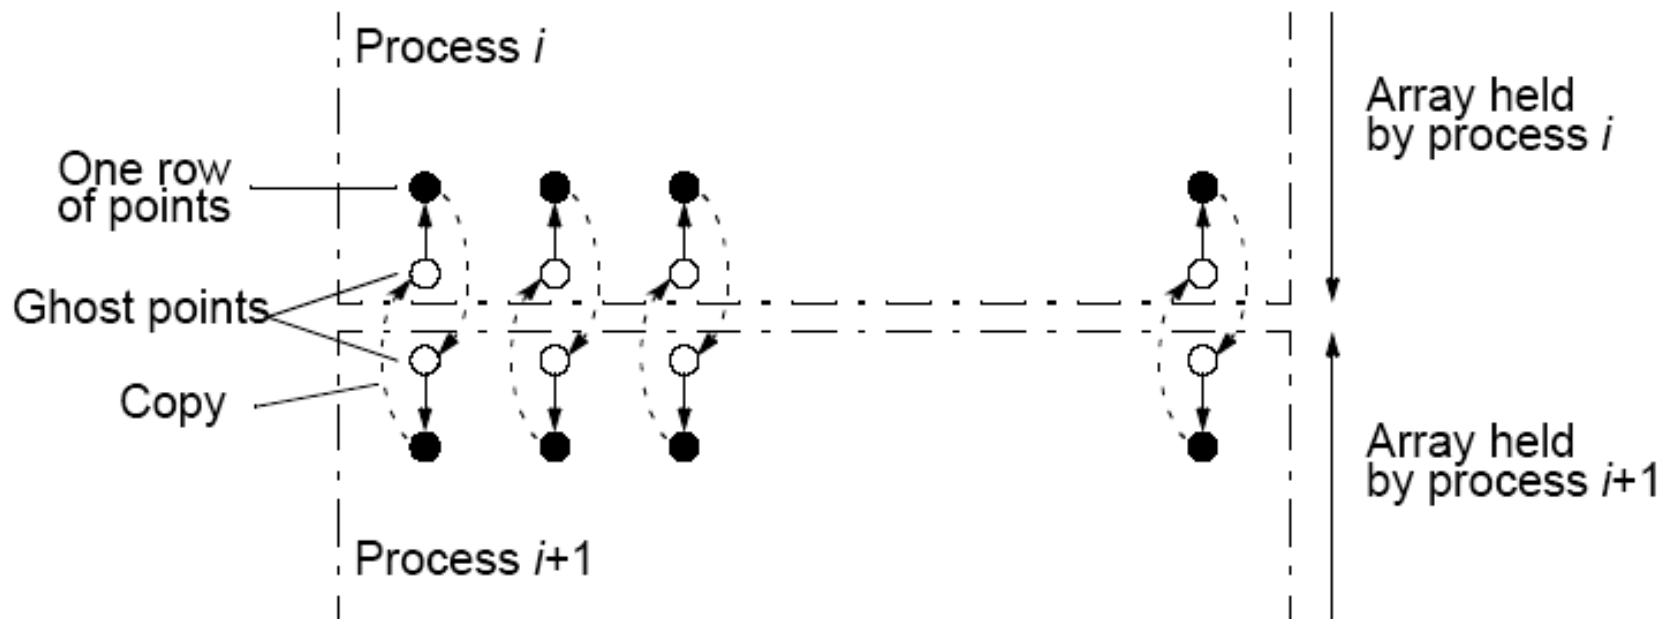 Process i
Array held
by process i
One row
of points
Ghost points
Copy
Array held
by process i+1
Process i+1